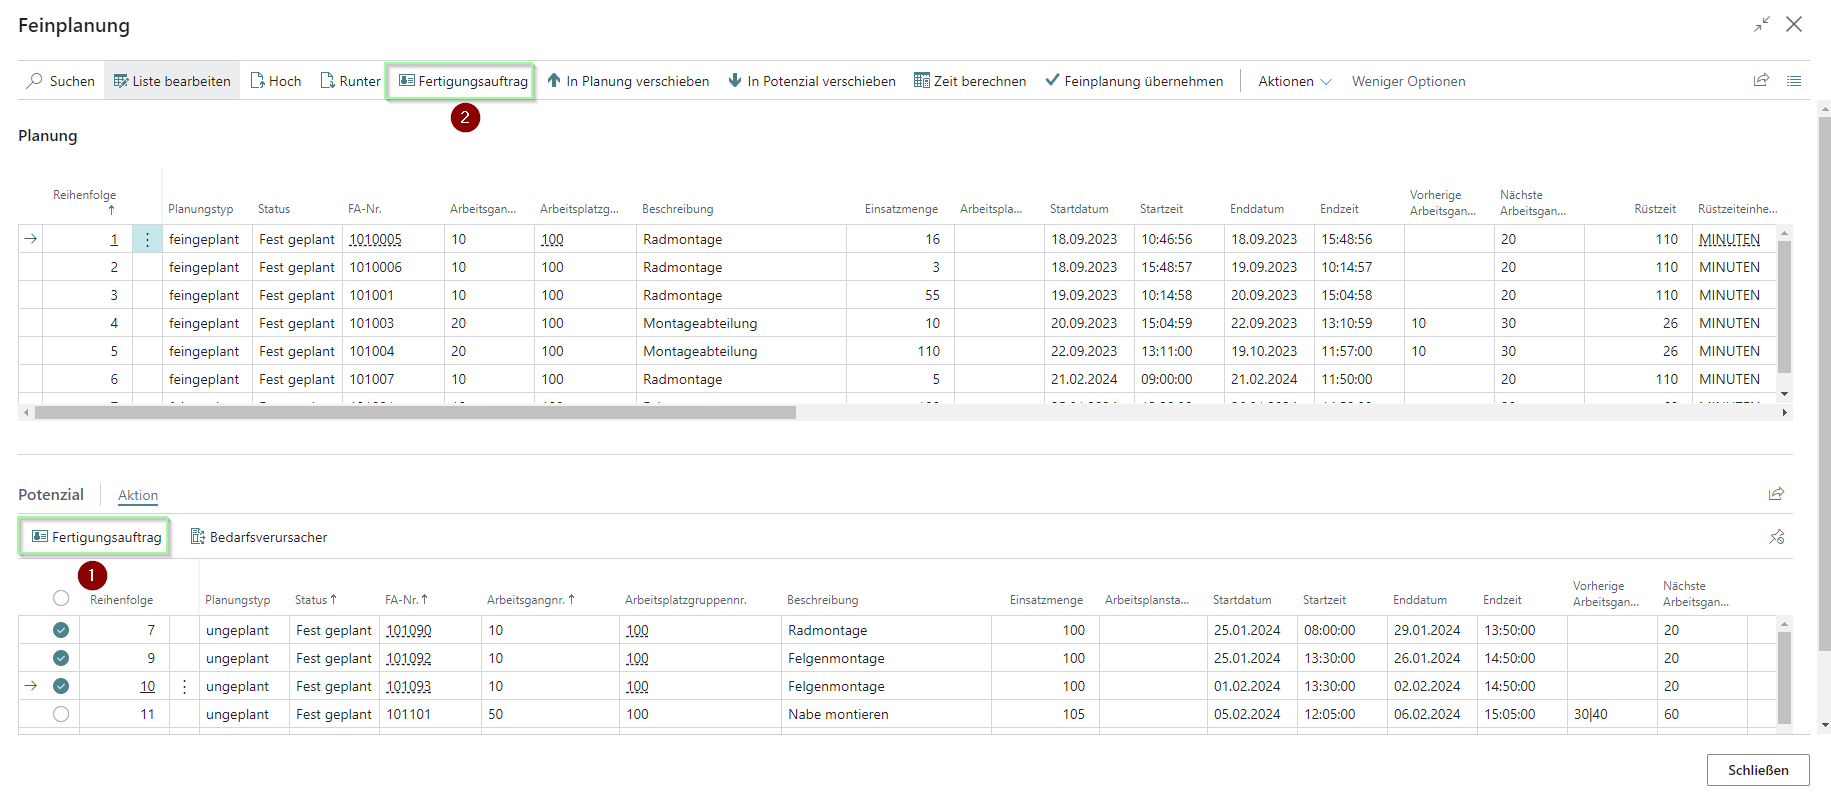 Feinplanung
Suchen Liste bearbeiten Hoch Runter Fertigungsauftrag In Planung verschieben In Potenzial verschieben Zeit berechnen Feinplanung übernehmen Aktionen Weniger Optionen
2
Planung
Reihenfolge ↑ Planungstyp Status FA-Nr. Arbeitsgan... Arbeitsplatzg... Beschreibung Einsatzmenge Arbeitspla... Startdatum Startzeit Enddatum Endzeit Vorherige Arbeitsgan... Nächste Arbeitsgan... Rüstzeit Rüstzeiteinhe...
1 feingeplant Fest geplant 1010005 10 100 Radmontage 16 18.09.2023 10:46:56 18.09.2023 15:48:56 20 110 MINUTEN
2 feingeplant Fest geplant 1010006 10 100 Radmontage 3 18.09.2023 15:48:57 19.09.2023 10:14:57 20 110 MINUTEN
3 feingeplant Fest geplant 101001 10 100 Radmontage 55 19.09.2023 10:14:58 20.09.2023 15:04:58 20 110 MINUTEN
4 feingeplant Fest geplant 101003 20 100 Montageabteilung 10 20.09.2023 15:04:59 22.09.2023 13:10:59 10 30 26 MINUTEN
5 feingeplant Fest geplant 101004 20 100 Montageabteilung 110 22.09.2023 13:11:00 19.10.2023 11:57:00 10 30 26 MINUTEN
6 feingeplant Fest geplant 101007 10 100 Radmontage 5 21.02.2024 09:00:00 21.02.2024 11:50:00 20 110 MINUTEN
Potenzial Aktion
Fertigungsauftrag Bedarfsverursacher
1
Reihenfolge Planungstyp Status ↑ FA-Nr. ↑ Arbeitsgangnr. ↑ Arbeitsplatzgruppennr. Beschreibung Einsatzmenge Arbeitsplansta... Startdatum Startzeit Enddatum Endzeit Vorherige Arbeitsgan... Nächste Arbeitsgan...
7 ungeplant Fest geplant 101090 10 100 Radmontage 100 25.01.2024 08:00:00 29.01.2024 13:50:00 20
9 ungeplant Fest geplant 101092 10 100 Felgenmontage 100 25.01.2024 13:30:00 26.01.2024 14:50:00 20
10 ungeplant Fest geplant 101093 10 100 Felgenmontage 100 01.02.2024 13:30:00 02.02.2024 14:50:00 20
11 ungeplant Fest geplant 101101 50 100 Nabe montieren 105 05.02.2024 12:05:00 06.02.2024 15:05:00 30|40 60
Schließen